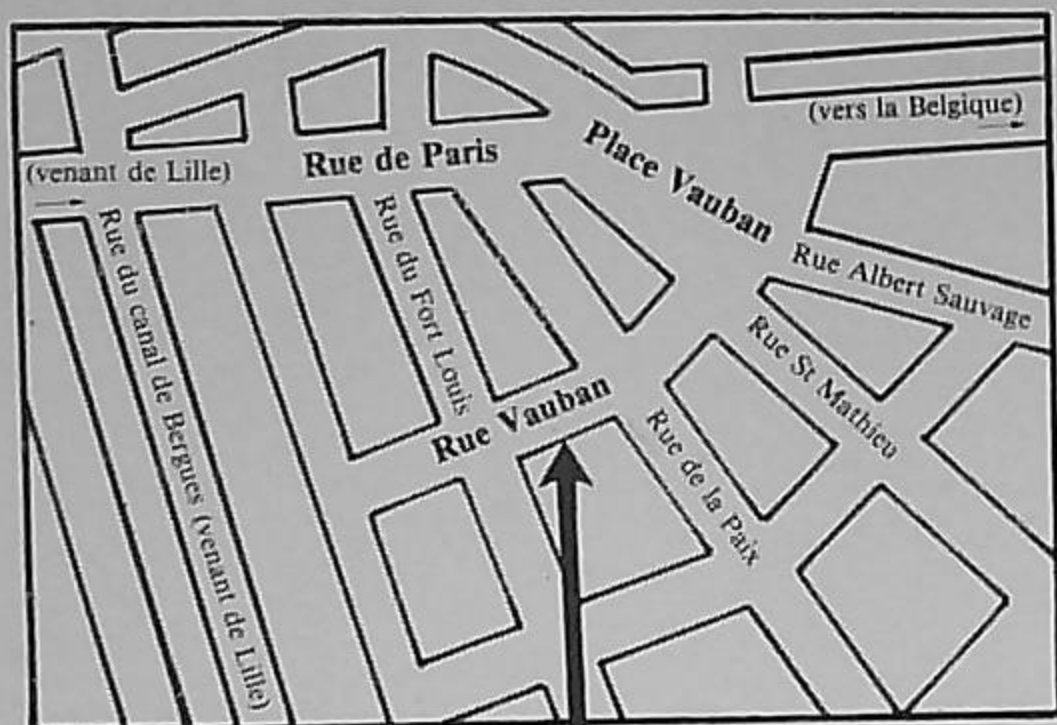 (vers la Belgique)
Place Vauban
Rue de Paris
(venant de Lille)
Rue du canal de Bergues (venant de Lille)
Rue du Fort Louis
Rue Albert Sauvage
Rue St Mathieu
Rue Vauban
Rue de la Paix